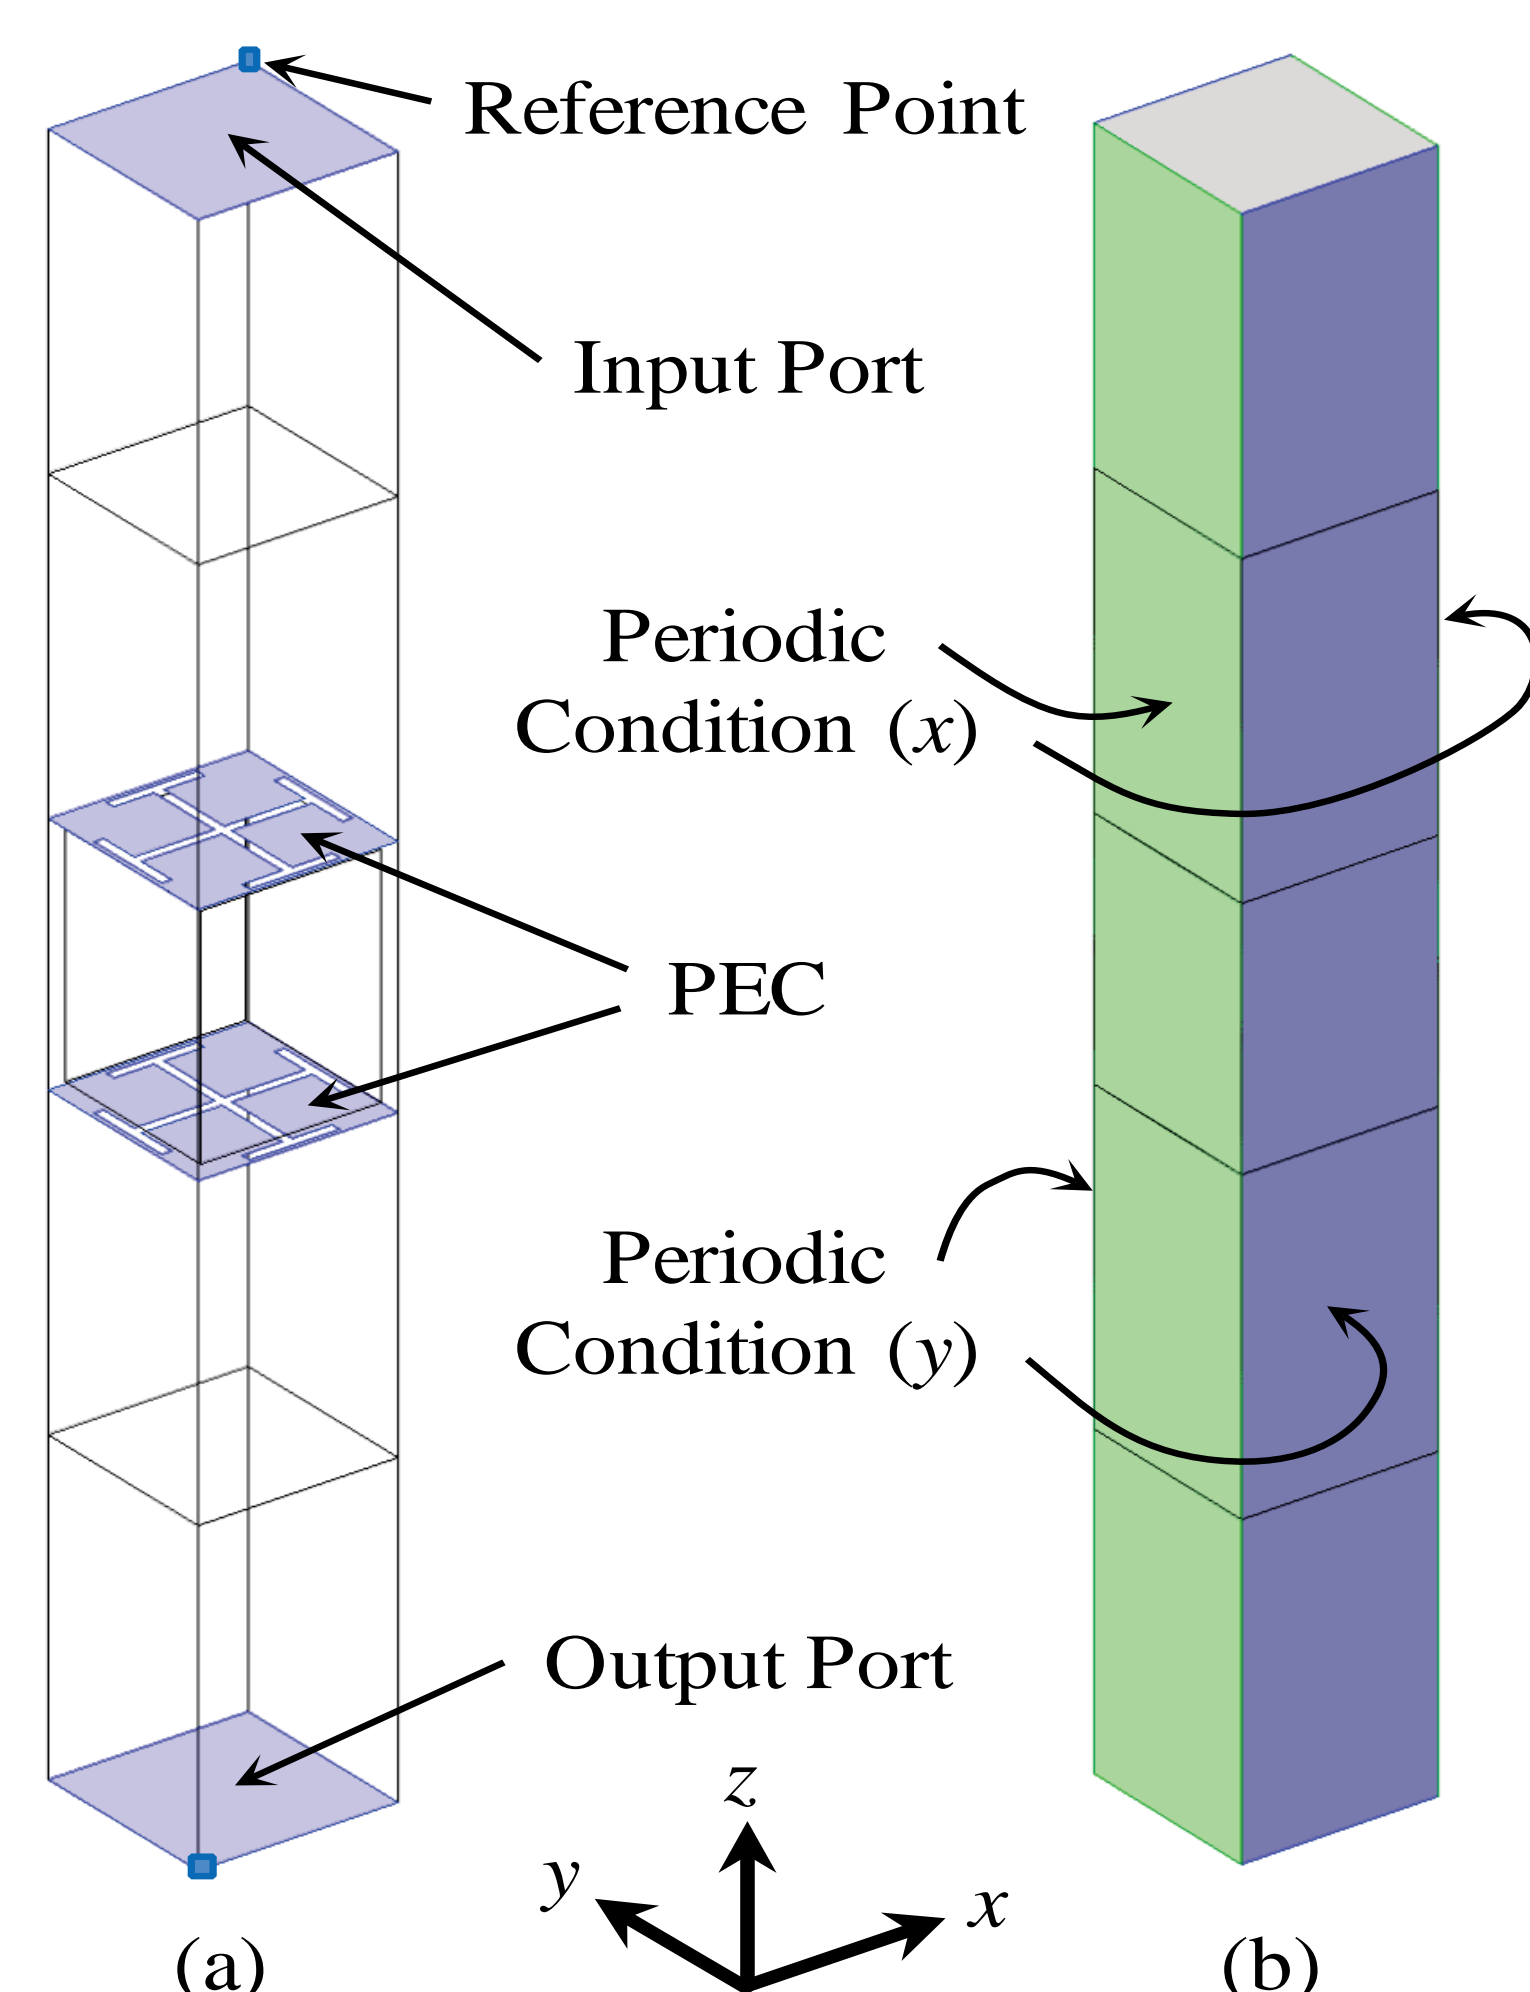 Reference Point
Input Port
Periodic
Condition (x)
PEC
Periodic
Condition (y)
Output Port
z
y
x
(a)
(b)